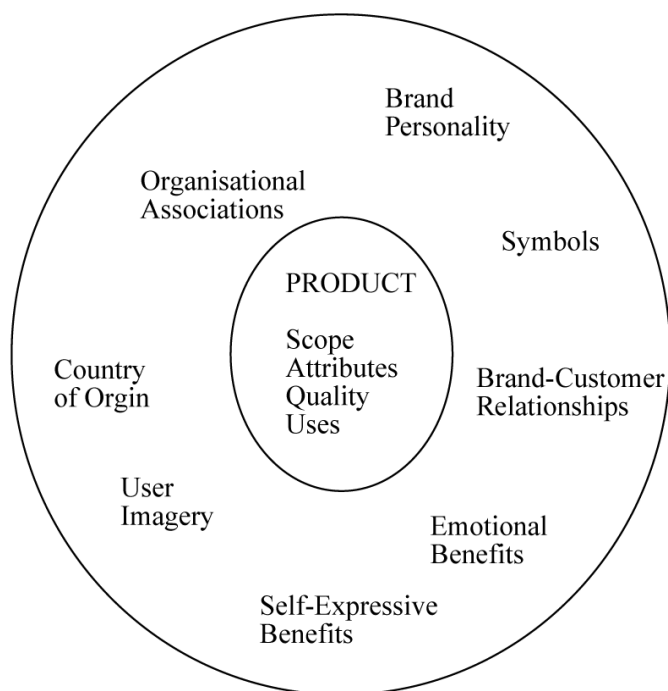 Brand
Personality
Organisational
Associations
Symbols
PRODUCT
Scope
Attributes
Quality
Uses
Country
of Orgin
Brand-Customer
Relationships
User
Imagery
Emotional
Benefits
Self-Expressive
Benefits